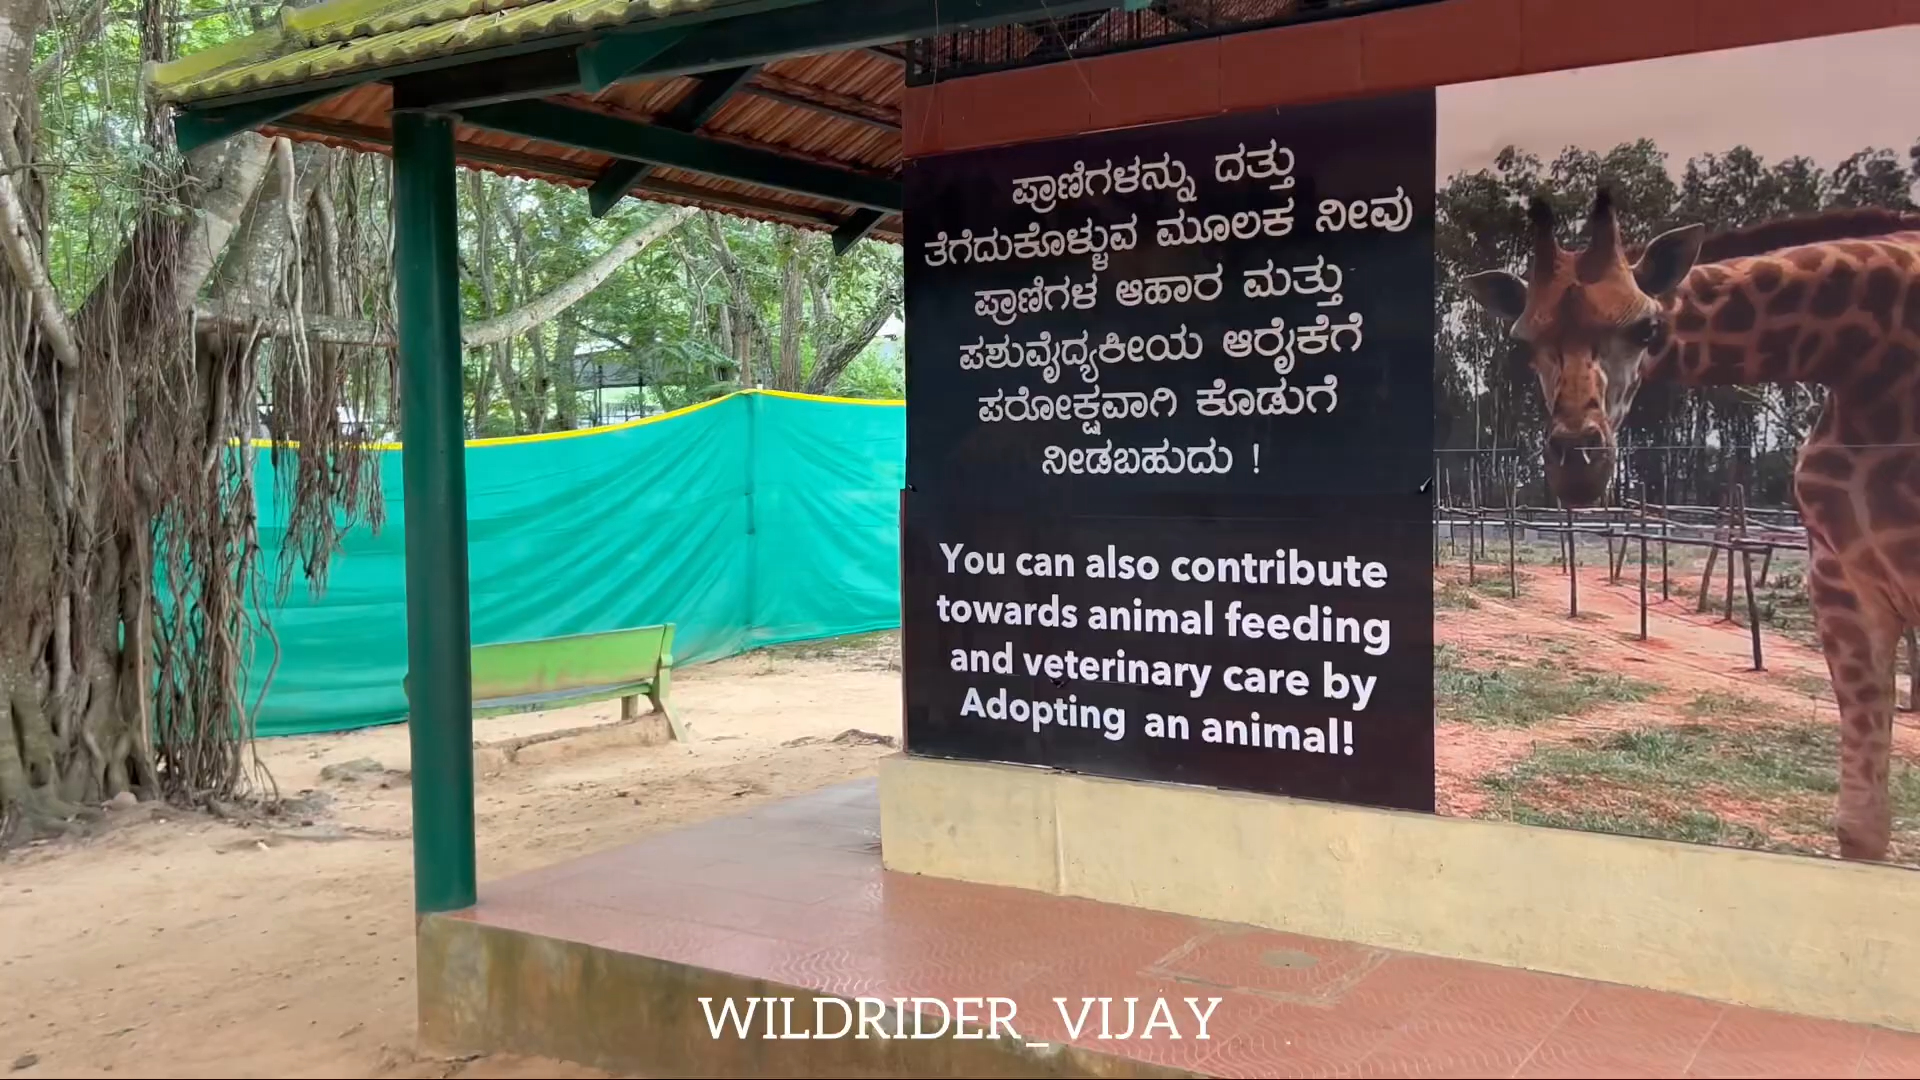 ಪ್ರಾಣಿಗಳನ್ನು ದತ್ತು
ತೆಗೆದುಕೊಳ್ಳುವ ಮೂಲಕ ನೀವು
ಪ್ರಾಣಿಗಳ ಆಹಾರ ಮತ್ತು
ಪಶುವೈದ್ಯಕೀಯ ಆರೈಕೆಗೆ
ಪರೋಕ್ಷವಾಗಿ ಕೊಡುಗೆ
ನೀಡಬಹುದು !
You can also contribute
towards animal feeding
and veterinary care by
Adopting an animal!
WILDRIDER_VIJAY